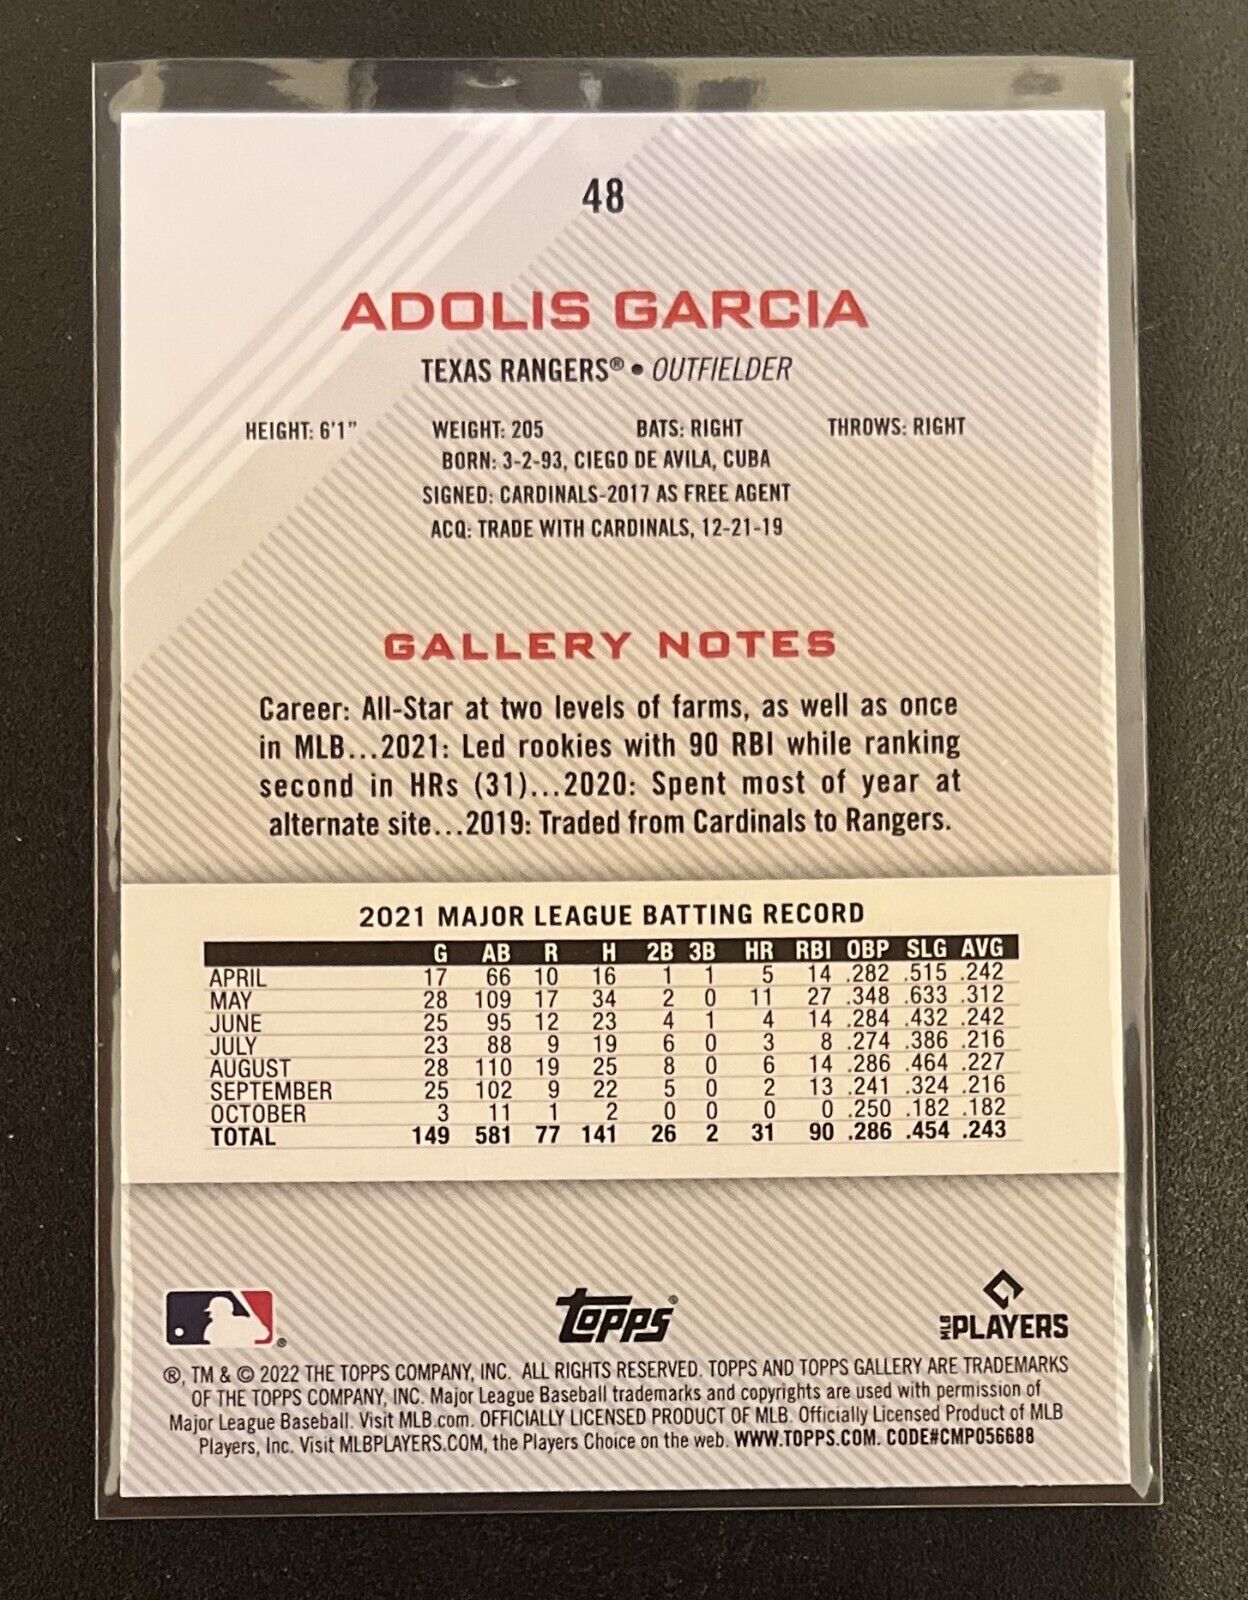 48
ADOLIS GARCIA
TEXAS RANGERS® • OUTFIELDER
HEIGHT: 6'1" WEIGHT: 205 BATS: RIGHT THROWS: RIGHT
BORN: 3-2-93, CIEGO DE AVILA, CUBA
SIGNED: CARDINALS-2017 AS FREE AGENT
ACQ: TRADE WITH CARDINALS, 12-21-19
GALLERY NOTES
Career: All-Star at two levels of farms, as well as once
in MLB...2021: Led rookies with 90 RBI while ranking
second in HRs (31)...2020: Spent most of year at
alternate site...2019: Traded from Cardinals to Rangers.
2021 MAJOR LEAGUE BATTING RECORD
G AB R H 2B 3B HR RBI OBP SLG AVG
APRIL 17 66 10 16 1 1 5 14 .282 .515 .242
MAY 28 109 17 34 2 0 11 27 .348 .633 .312
JUNE 25 95 12 23 4 1 4 14 .284 .432 .242
JULY 23 88 9 19 6 0 3 8 .274 .386 .216
AUGUST 28 110 19 25 8 0 6 14 .286 .464 .227
SEPTEMBER 25 102 9 22 5 0 2 13 .241 .324 .216
OCTOBER 3 11 1 2 0 0 0 0 .250 .182 .182
TOTAL 149 581 77 141 26 2 31 90 .286 .454 .243
® TOPPS® MLB PLAYERS
®, TM & © 2022 THE TOPPS COMPANY, INC. ALL RIGHTS RESERVED. TOPPS AND TOPPS GALLERY ARE TRADEMARKS
OF THE TOPPS COMPANY, INC. Major League Baseball trademarks and copyrights are used with permission of
Major League Baseball. Visit MLB.com. OFFICIALLY LICENSED PRODUCT OF MLB. Officially Licensed Product of MLB
Players, Inc. Visit MLBPLAYERS.COM, the Players Choice on the web. WWW.TOPPS.COM. CODE#CMP056688